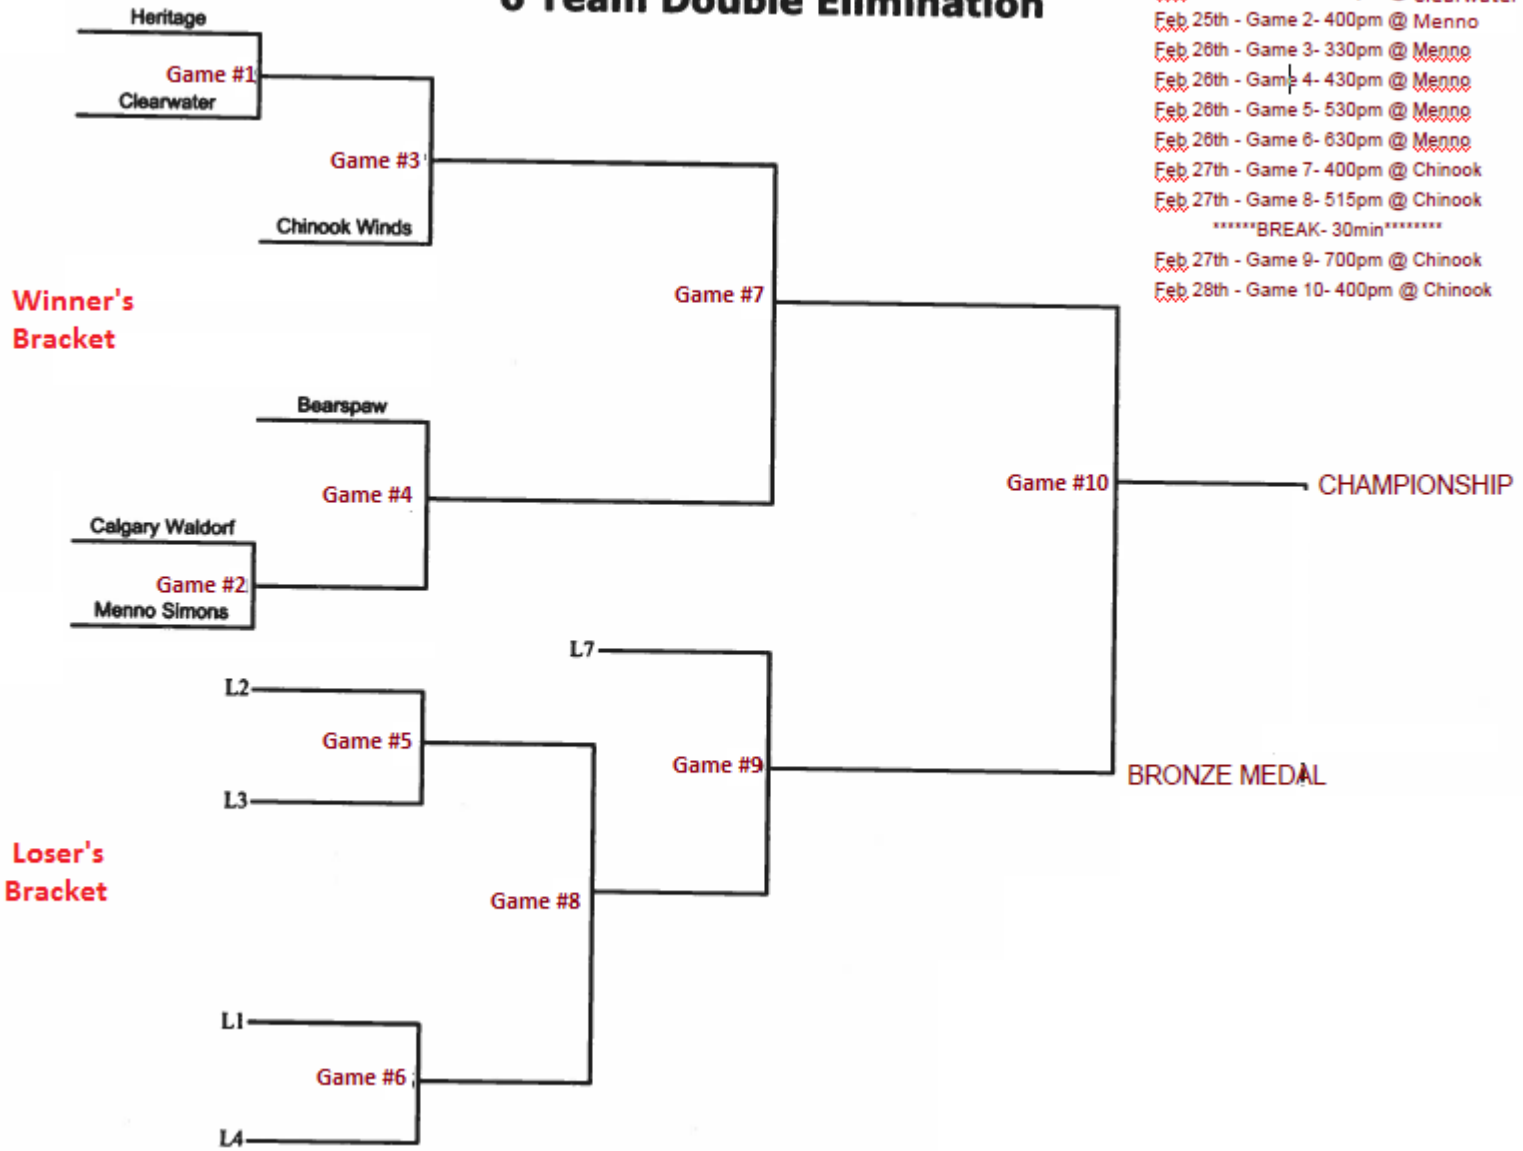 6 Team Double Elimination
Clearwater
Feb 25th - Game 2- 400pm @ Menno
Feb 26th - Game 3- 330pm @ Menno
Feb 26th - Game 4- 430pm @ Menno
Feb 26th - Game 5- 530pm @ Menno
Feb 26th - Game 6- 630pm @ Menno
Feb 27th - Game 7- 400pm @ Chinook
Feb 27th - Game 8- 515pm @ Chinook
******BREAK- 30min********
Feb 27th - Game 9- 700pm @ Chinook
Feb 28th - Game 10- 400pm @ Chinook
Heritage
Game #1
Clearwater
Game #3
Chinook Winds
Winner's
Bracket
Game #7
Bearspaw
Game #4
Game #10
CHAMPIONSHIP
Calgary Waldorf
Game #2
Menno Simons
L7
L2
Game #5
Game #9
BRONZE MEDAL
L3
Loser's
Bracket
Game #8
L1
Game #6
L4